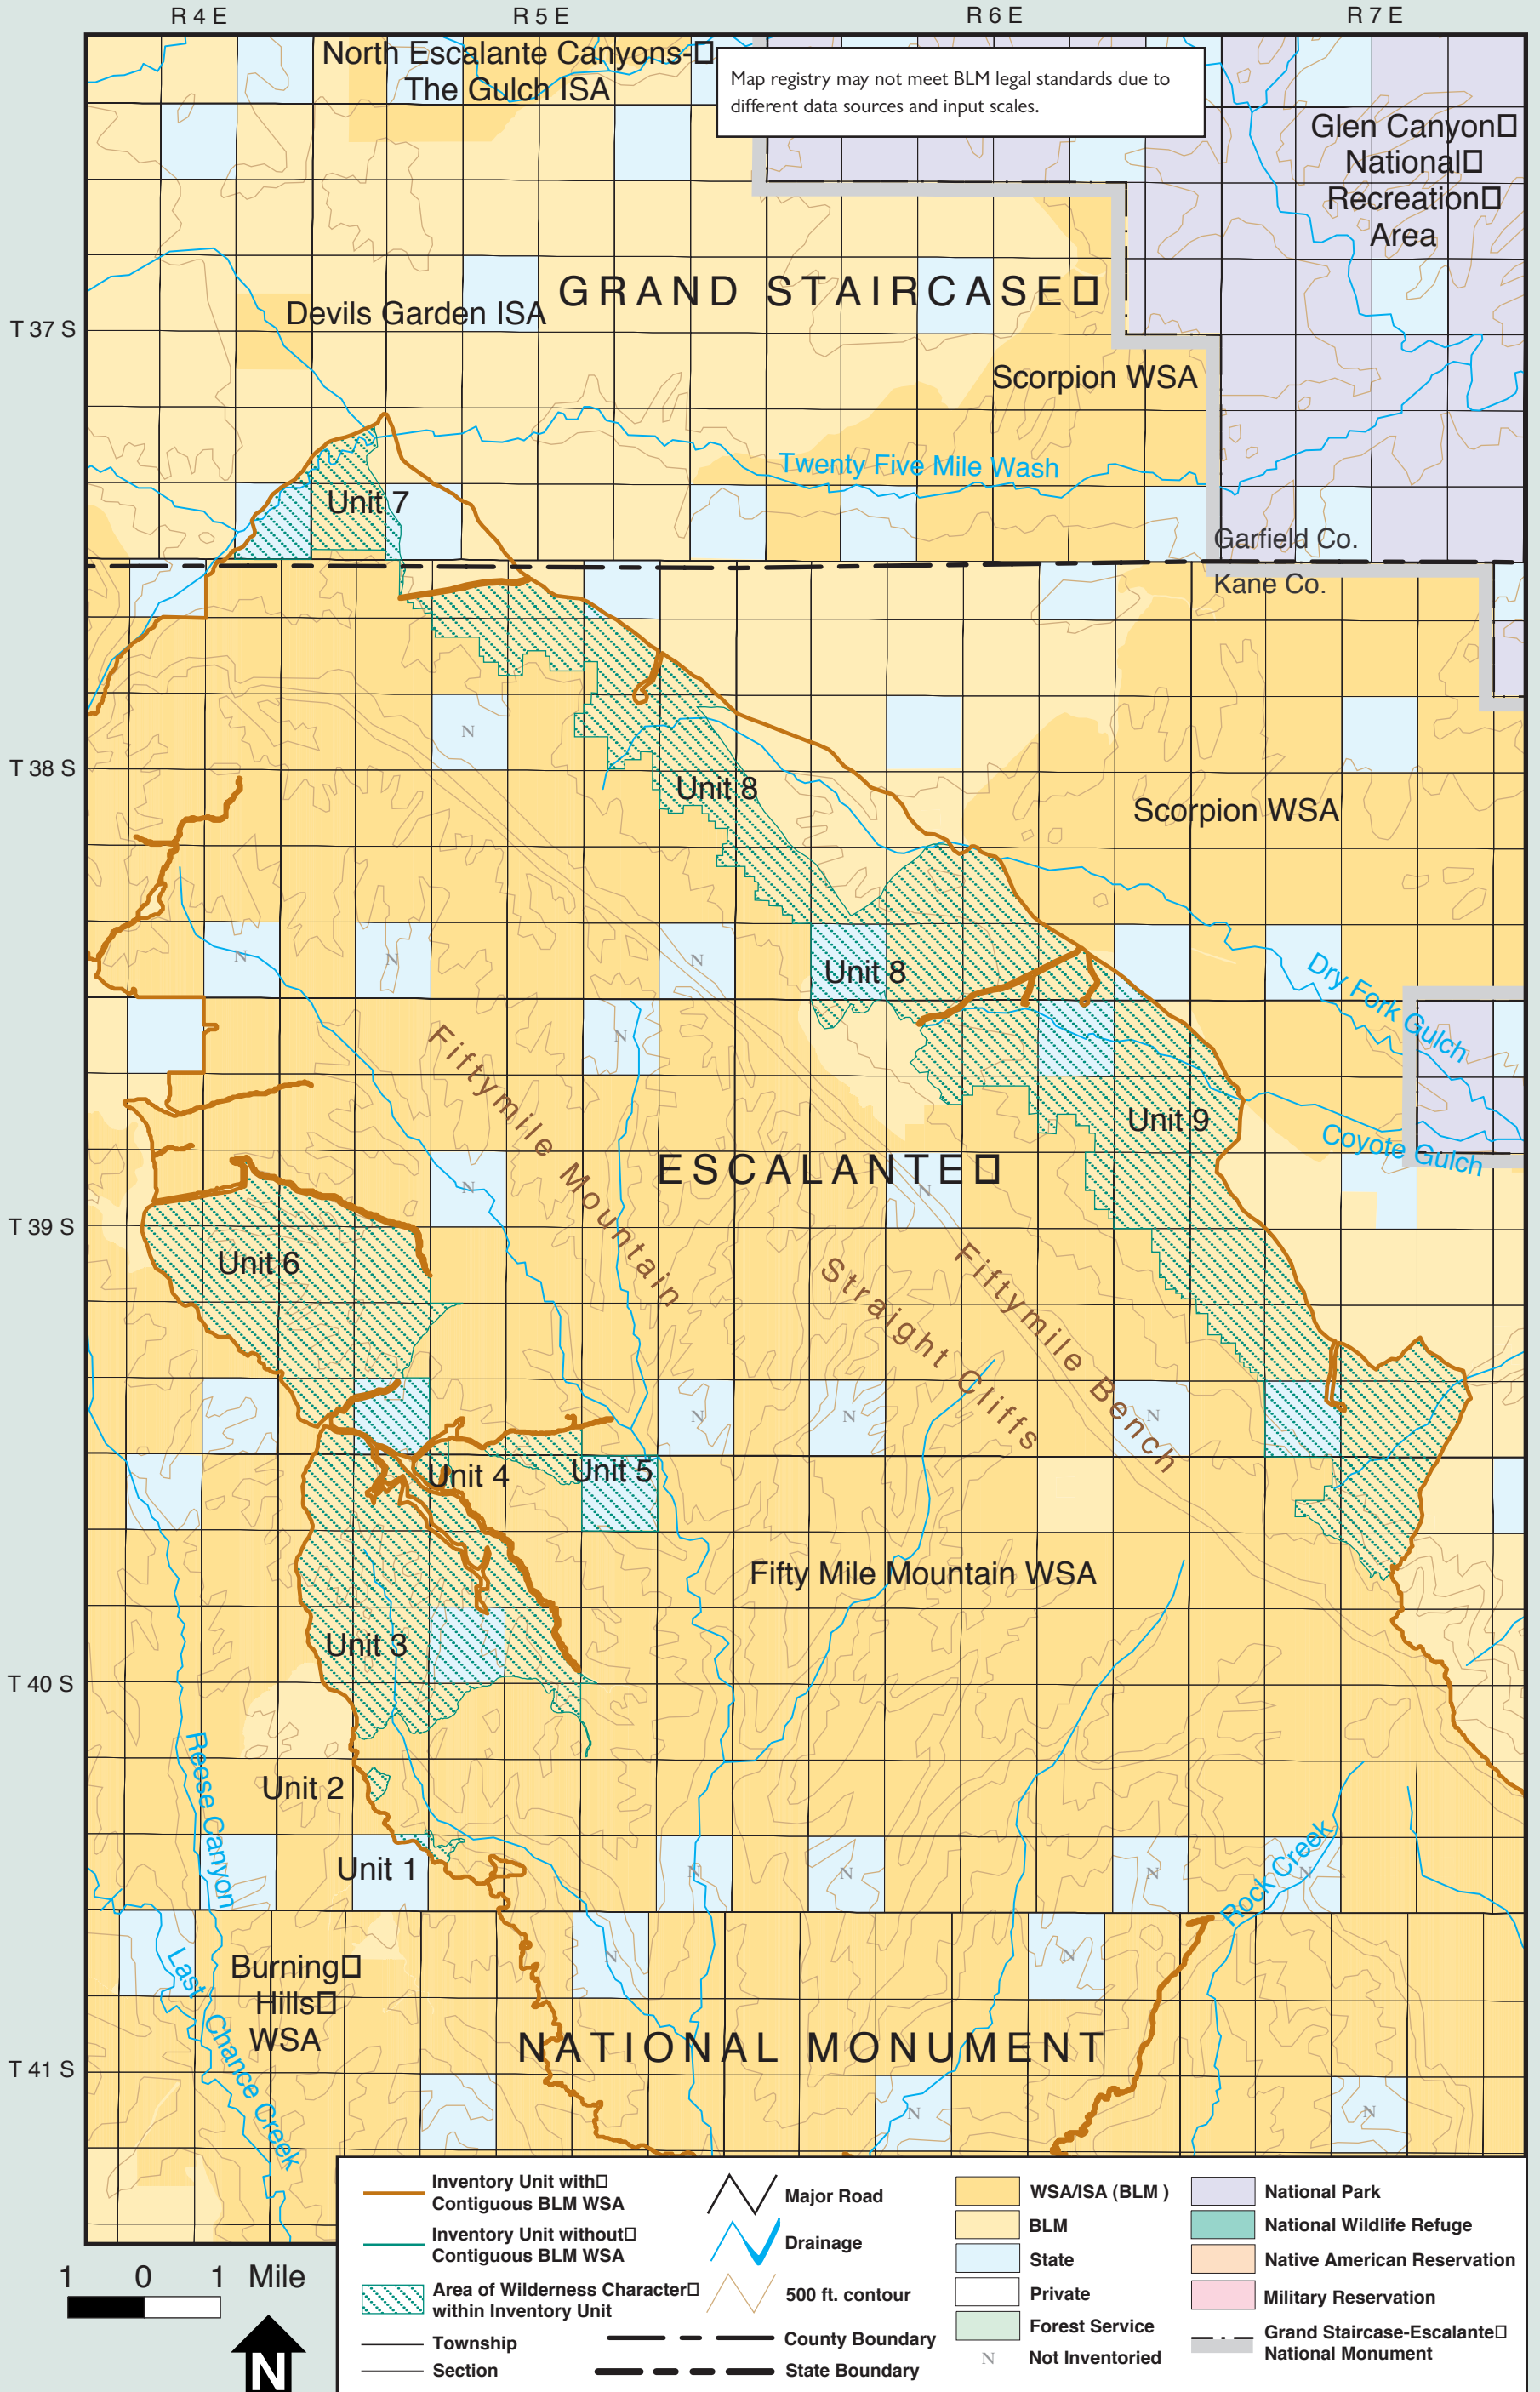 R 4 E
R 5 E
R 6 E
R 7 E
North Escalante Canyons-
The Gulch ISA
Map registry may not meet BLM legal standards due to
different data sources and input scales.
Glen Canyon
National
Recreation
Area
GRAND STAIRCASE
Devils Garden ISA
T 37 S
Scorpion WSA
Twenty Five Mile Wash
Unit 7
Garfield Co.
Kane Co.
N
T 38 S
Unit 8
Scorpion WSA
N
N
N
Unit 8
Dry Fork Gulch
N
Fiftymile Mountain
Unit 9
Coyote Gulch
ESCALANTE
N
N
T 39 S
Unit 6
Straight Cliffs
Fiftymile Bench
N
N
N
Unit 4
Unit 5
Fifty Mile Mountain WSA
Unit 3
T 40 S
Reese Canyon
Unit 2
Unit 1
N
N
N
N
Rock Creek
N
N
Burning
Hills
WSA
Last Chance Creek
NATIONAL MONUMENT
T 41 S
N
N
1 0 1 Mile
N
Inventory Unit with
Contiguous BLM WSA
Inventory Unit without
Contiguous BLM WSA
Area of Wilderness Character
within Inventory Unit
Township
Section
Major Road
Drainage
500 ft. contour
County Boundary
State Boundary
WSA/ISA (BLM )
BLM
State
Private
Forest Service
N Not Inventoried
National Park
National Wildlife Refuge
Native American Reservation
Military Reservation
Grand Staircase-Escalante
National Monument